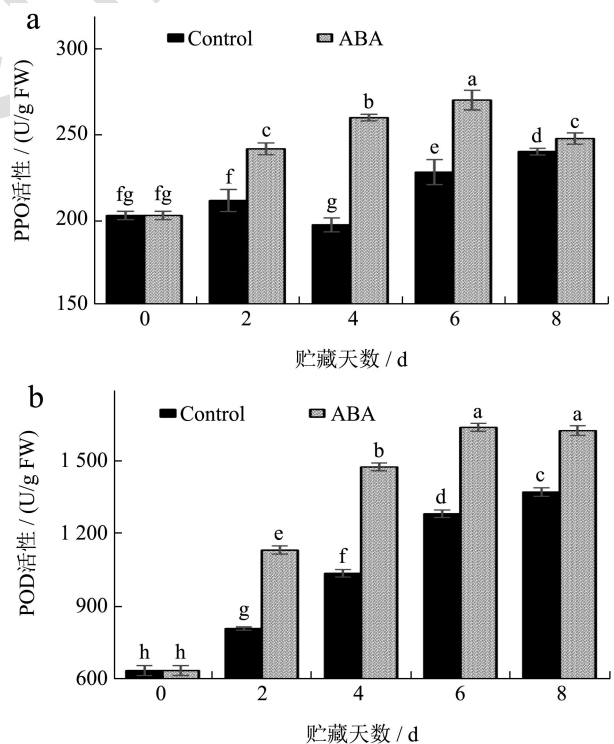 a
Control ABA
PPO活性 / (U/g FW)
300
a
b
c c
250
d
f e
fg fg g
200
150
0 2 4 6 8
贮藏天数 / d
b
Control ABA
POD活性 / (U/g FW)
a a
b
1 500
c
d
e
1 200
f
g
900
h h
600
0 2 4 6 8
贮藏天数 / d